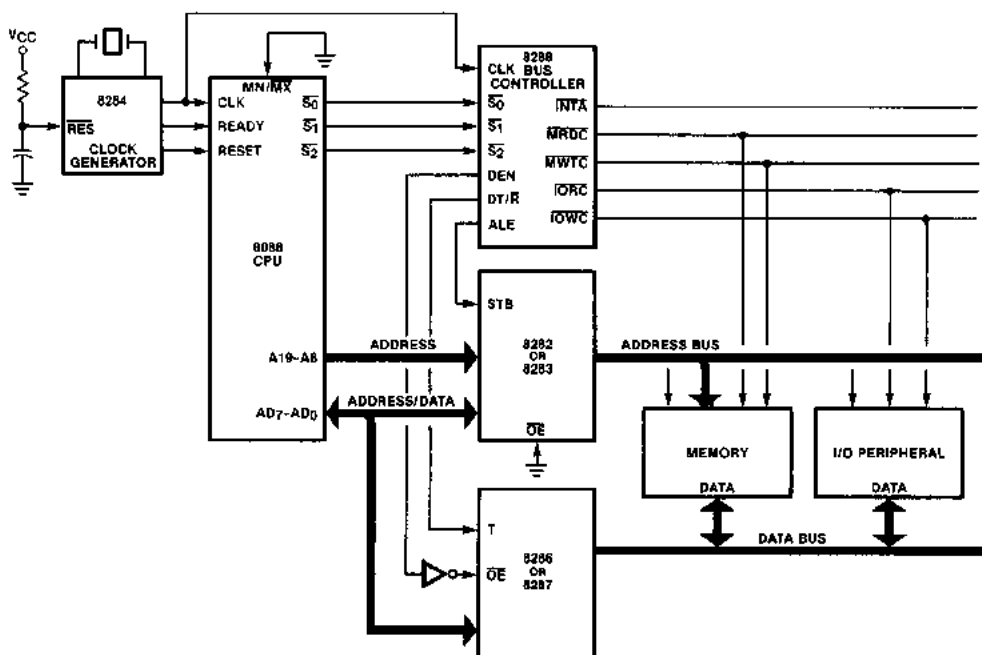 VCC
8284
RES
CLOCK
GENERATOR
MN/MX
CLK
READY
RESET
S0
S1
S2
8088
CPU
A19-A8
AD7-AD0
ADDRESS
ADDRESS/DATA
8288
BUS
CLK
CONTROLLER
S0
S1
S2
DEN
DT/R
ALE
INTA
MRDC
MWTC
IORC
IOWC
STB
8282
OR
8283
OE
ADDRESS BUS
MEMORY
DATA
I/O PERIPHERAL
DATA
DATA BUS
T
OE
8286
OR
8287